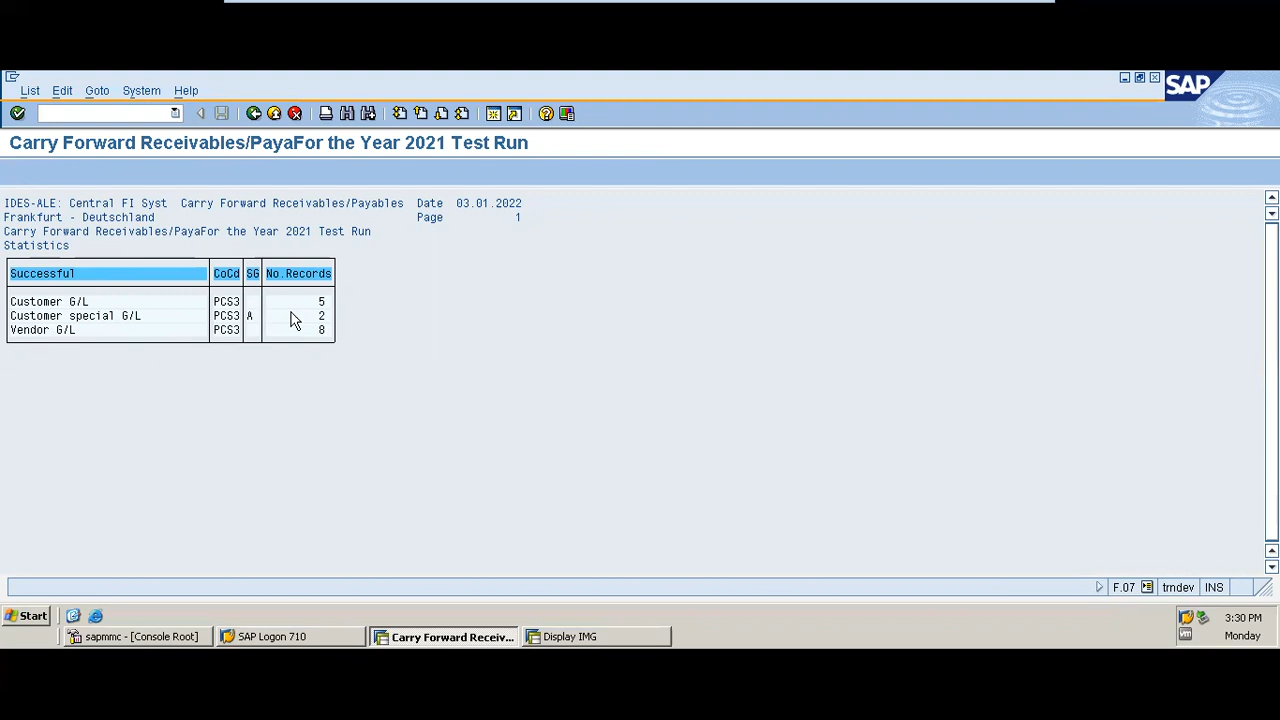 List Edit Goto System Help
SAP
Carry Forward Receivables/PayaFor the Year 2021 Test Run
IDES-ALE: Central FI Syst Carry Forward Receivables/Payables Date 03.01.2022
Frankfurt - Deutschland Page 1
Carry Forward Receivables/PayaFor the Year 2021 Test Run
Statistics
Successful CoCd SG No.Records
Customer G/L PCS3 5
Customer special G/L PCS3 A 2
Vendor G/L PCS3 8
F.07 trndev INS
Start
sapmmc - [Console Root] SAP Logon 710 Carry Forward Receiv... Display IMG
3:30 PM
Monday